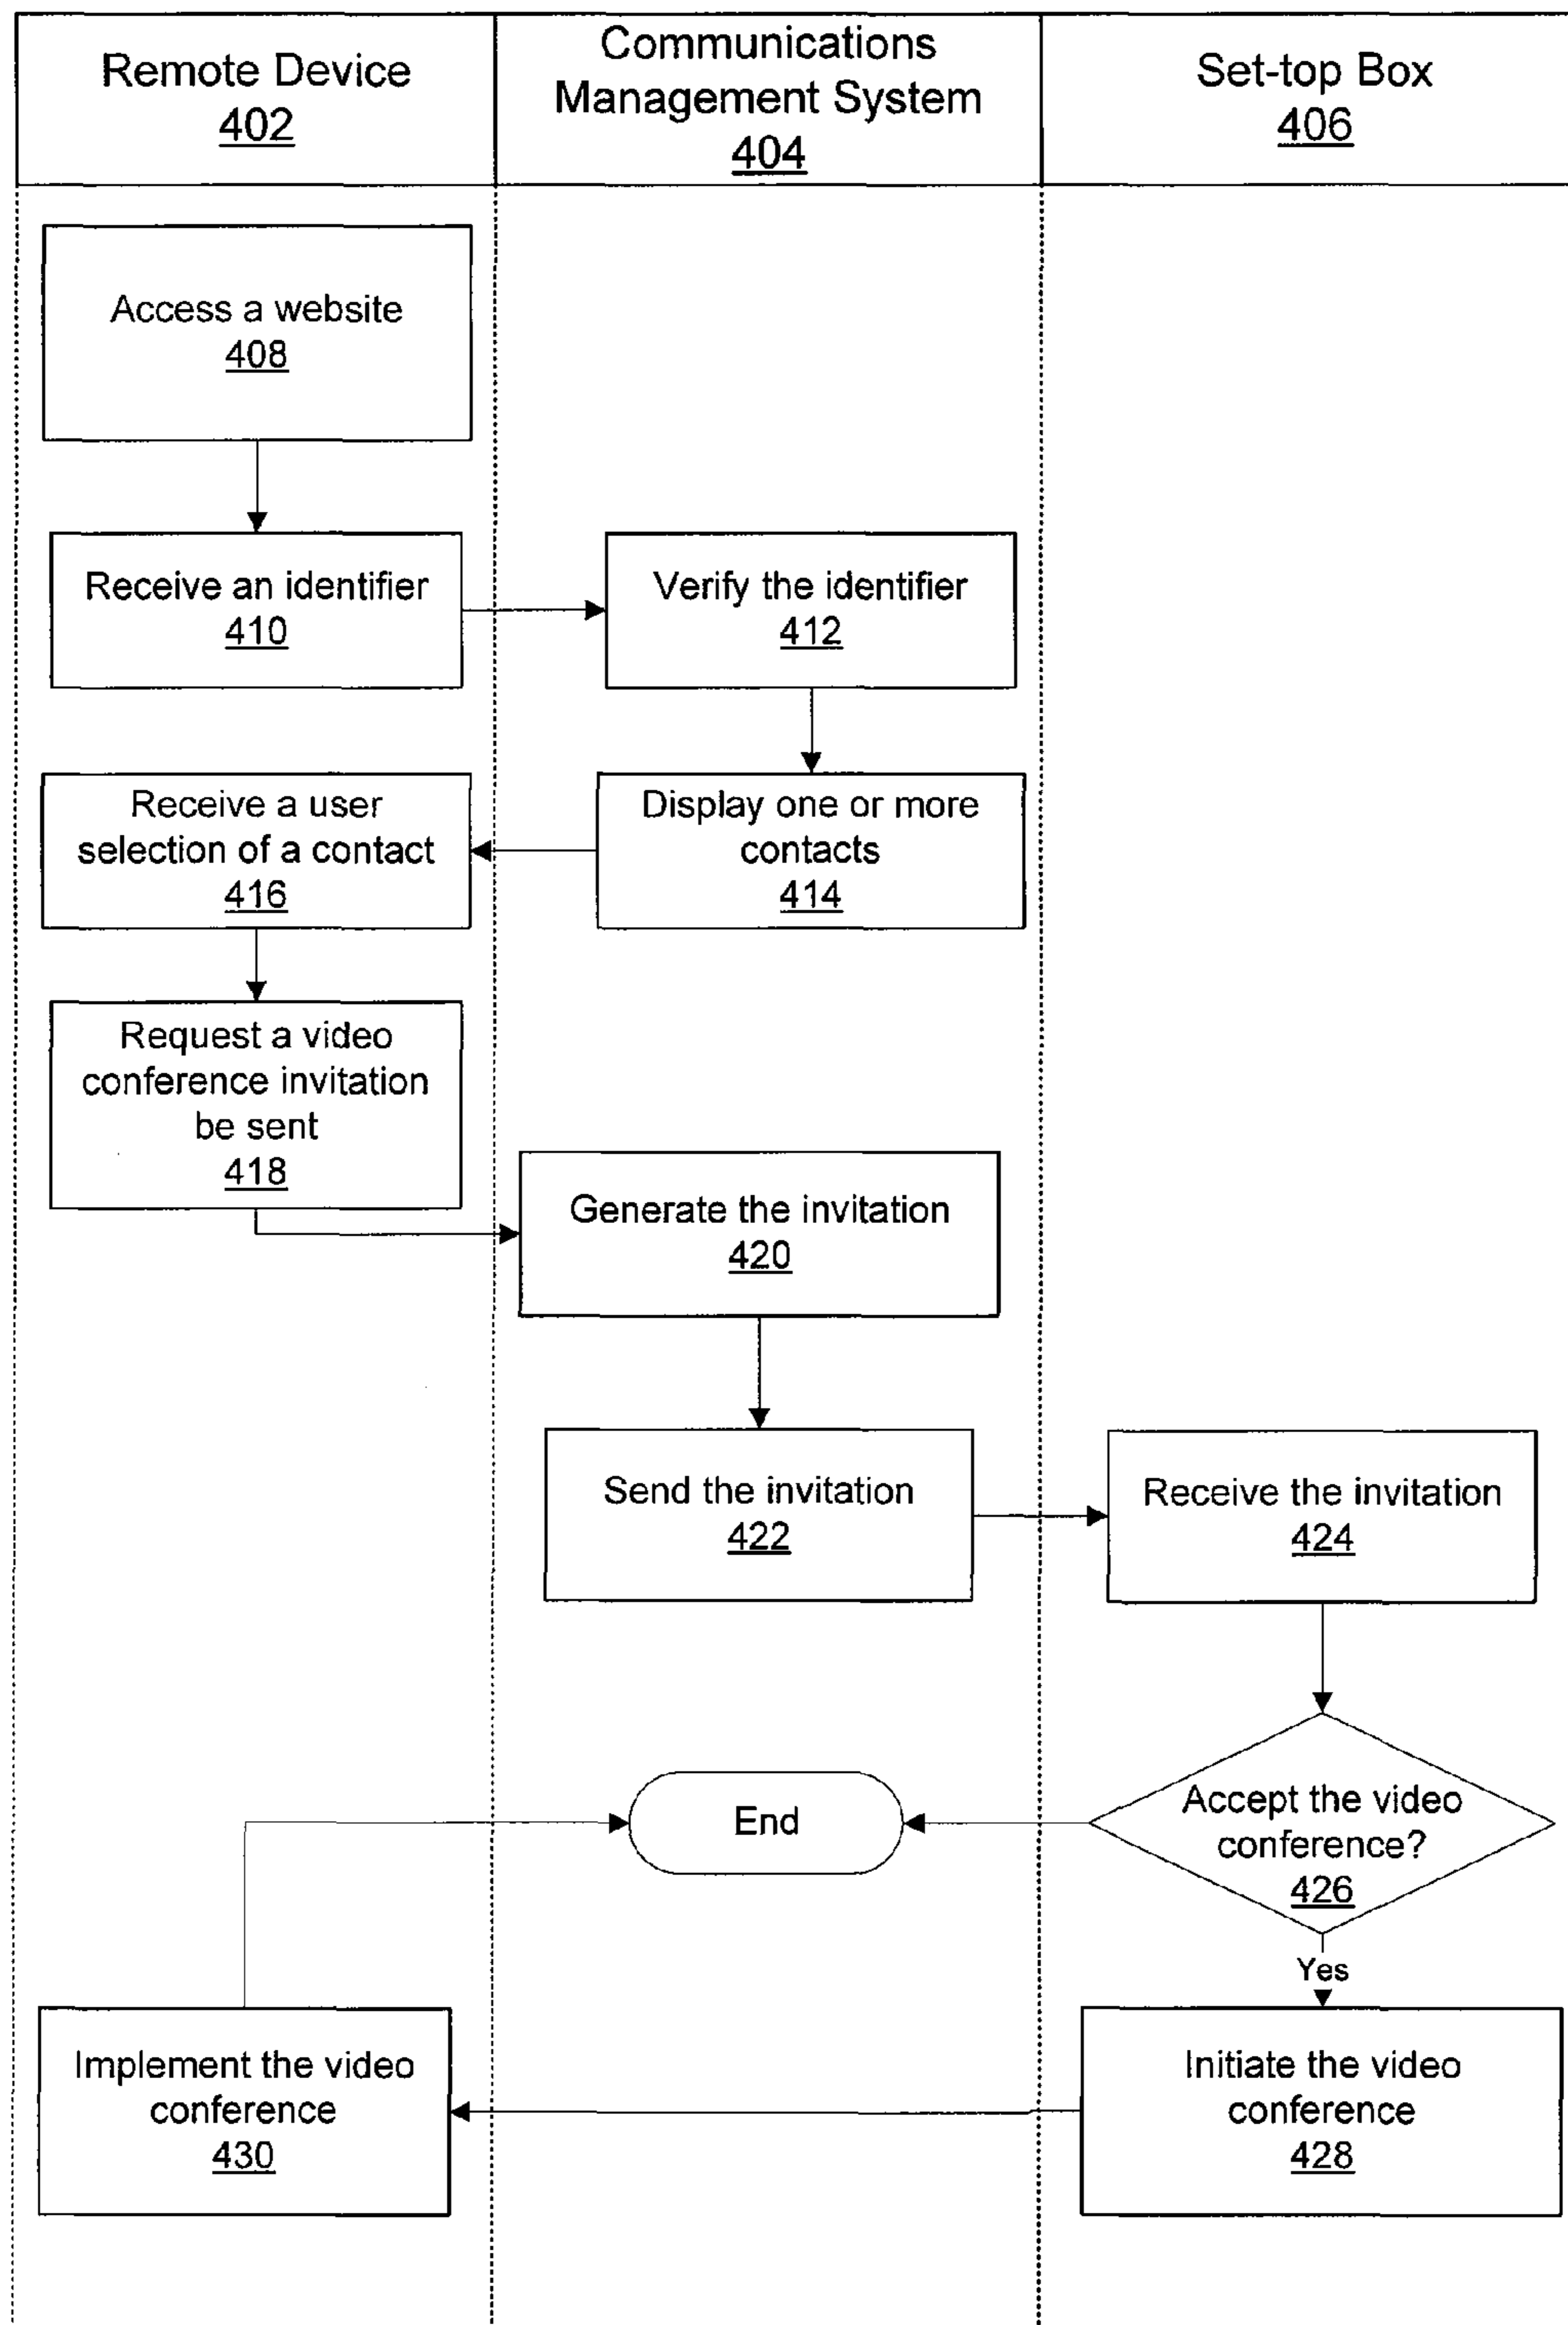 Remote Device
402
Communications
Management System
404
Set-top Box
406
Access a website
408
Receive an identifier
410
Verify the identifier
412
Receive a user
selection of a contact
416
Display one or more
contacts
414
Request a video
conference invitation
be sent
418
Generate the invitation
420
Send the invitation
422
Receive the invitation
424
End
Accept the video
conference?
426
Yes
Implement the video
conference
430
Initiate the video
conference
428